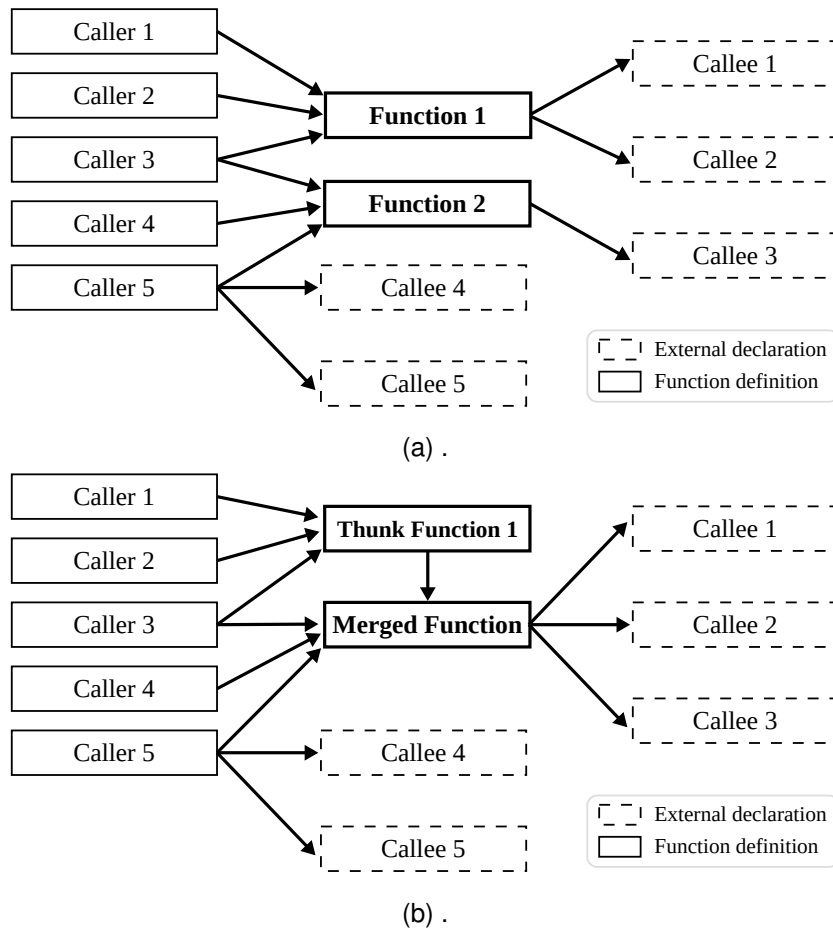 Caller 1
Caller 2
Caller 3
Caller 4
Caller 5
Function 1
Function 2
Callee 4
Callee 5
Callee 1
Callee 2
Callee 3
External declaration
Function definition
(a) .
Caller 1
Caller 2
Caller 3
Caller 4
Caller 5
Thunk Function 1
Merged Function
Callee 4
Callee 5
Callee 1
Callee 2
Callee 3
External declaration
Function definition
(b) .